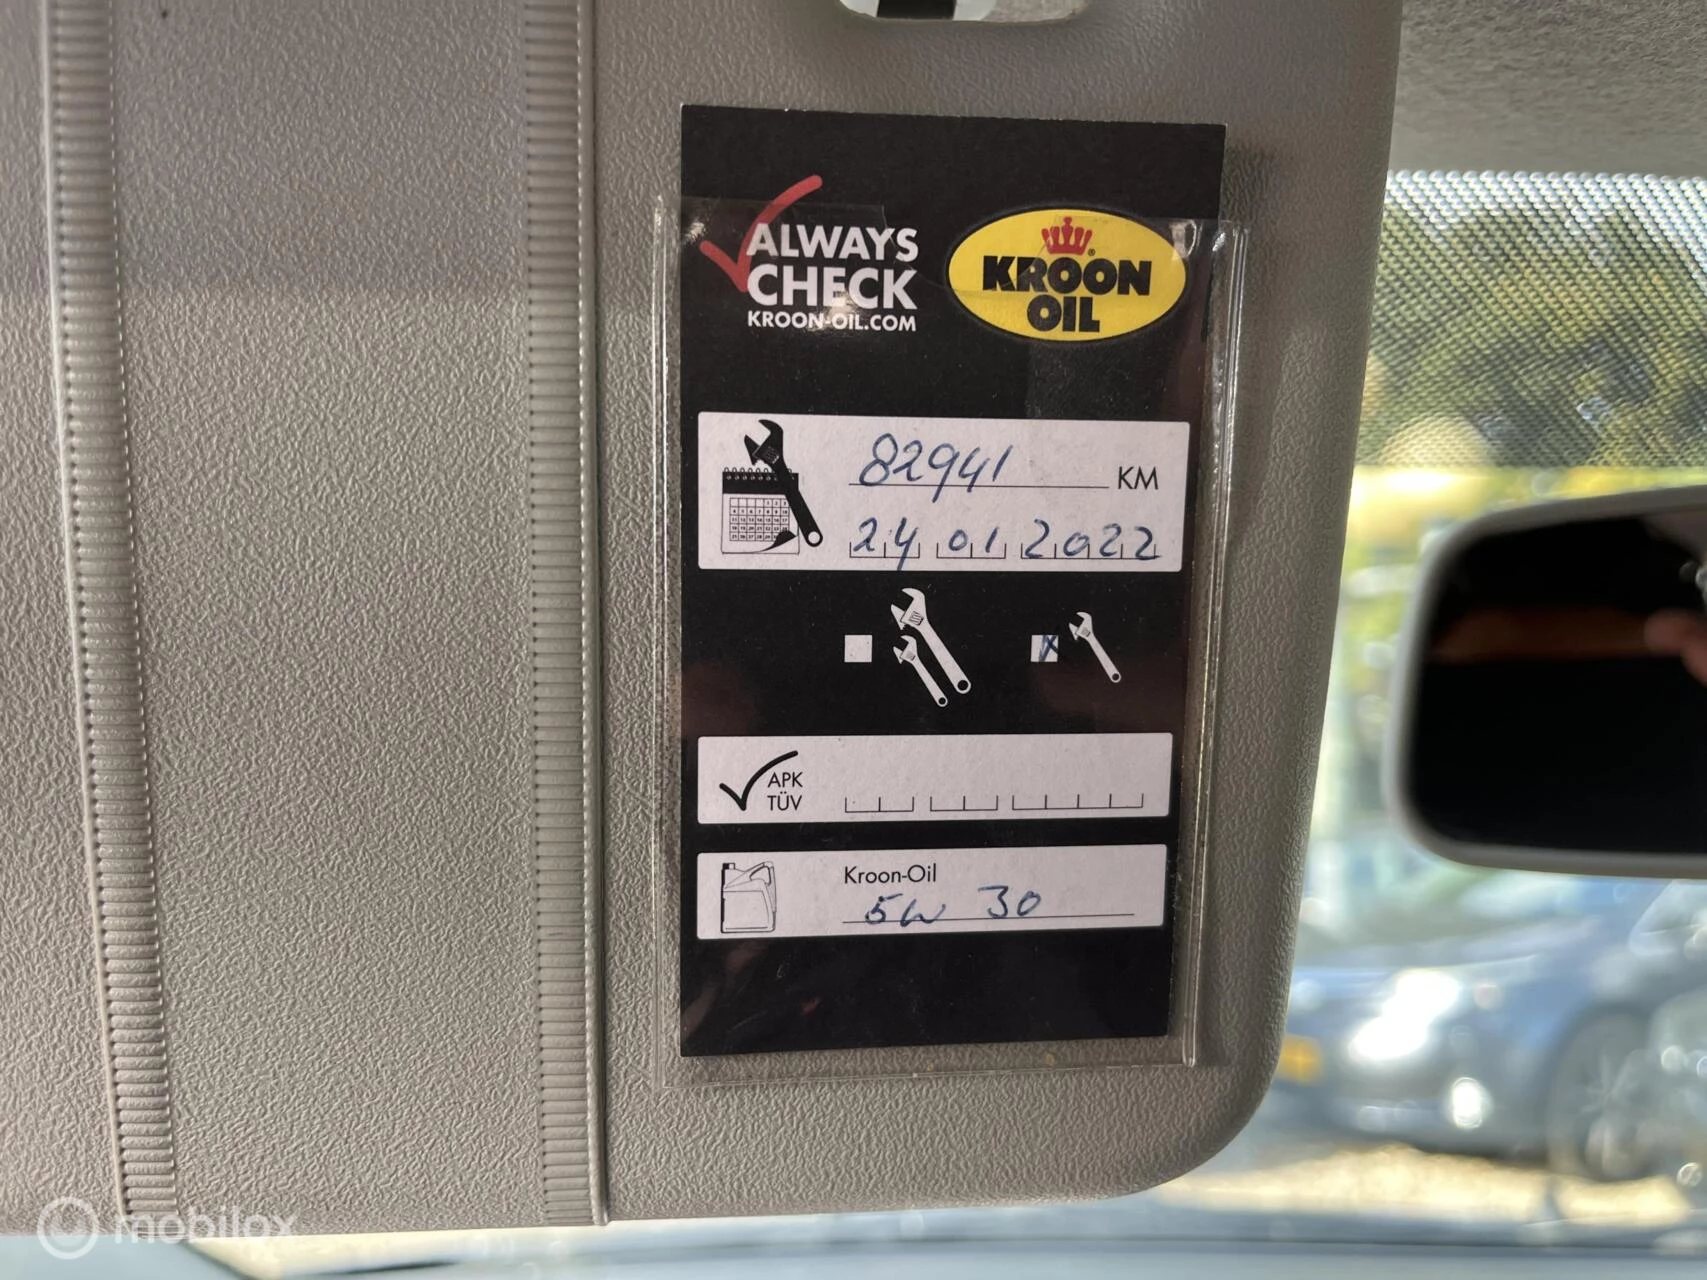 ALWAYS
CHECK
KROON-OIL.COM
KROON
OIL
82941 KM
24 01 2022
APK
TÜV
Kroon-Oil
5W 30
mobilox